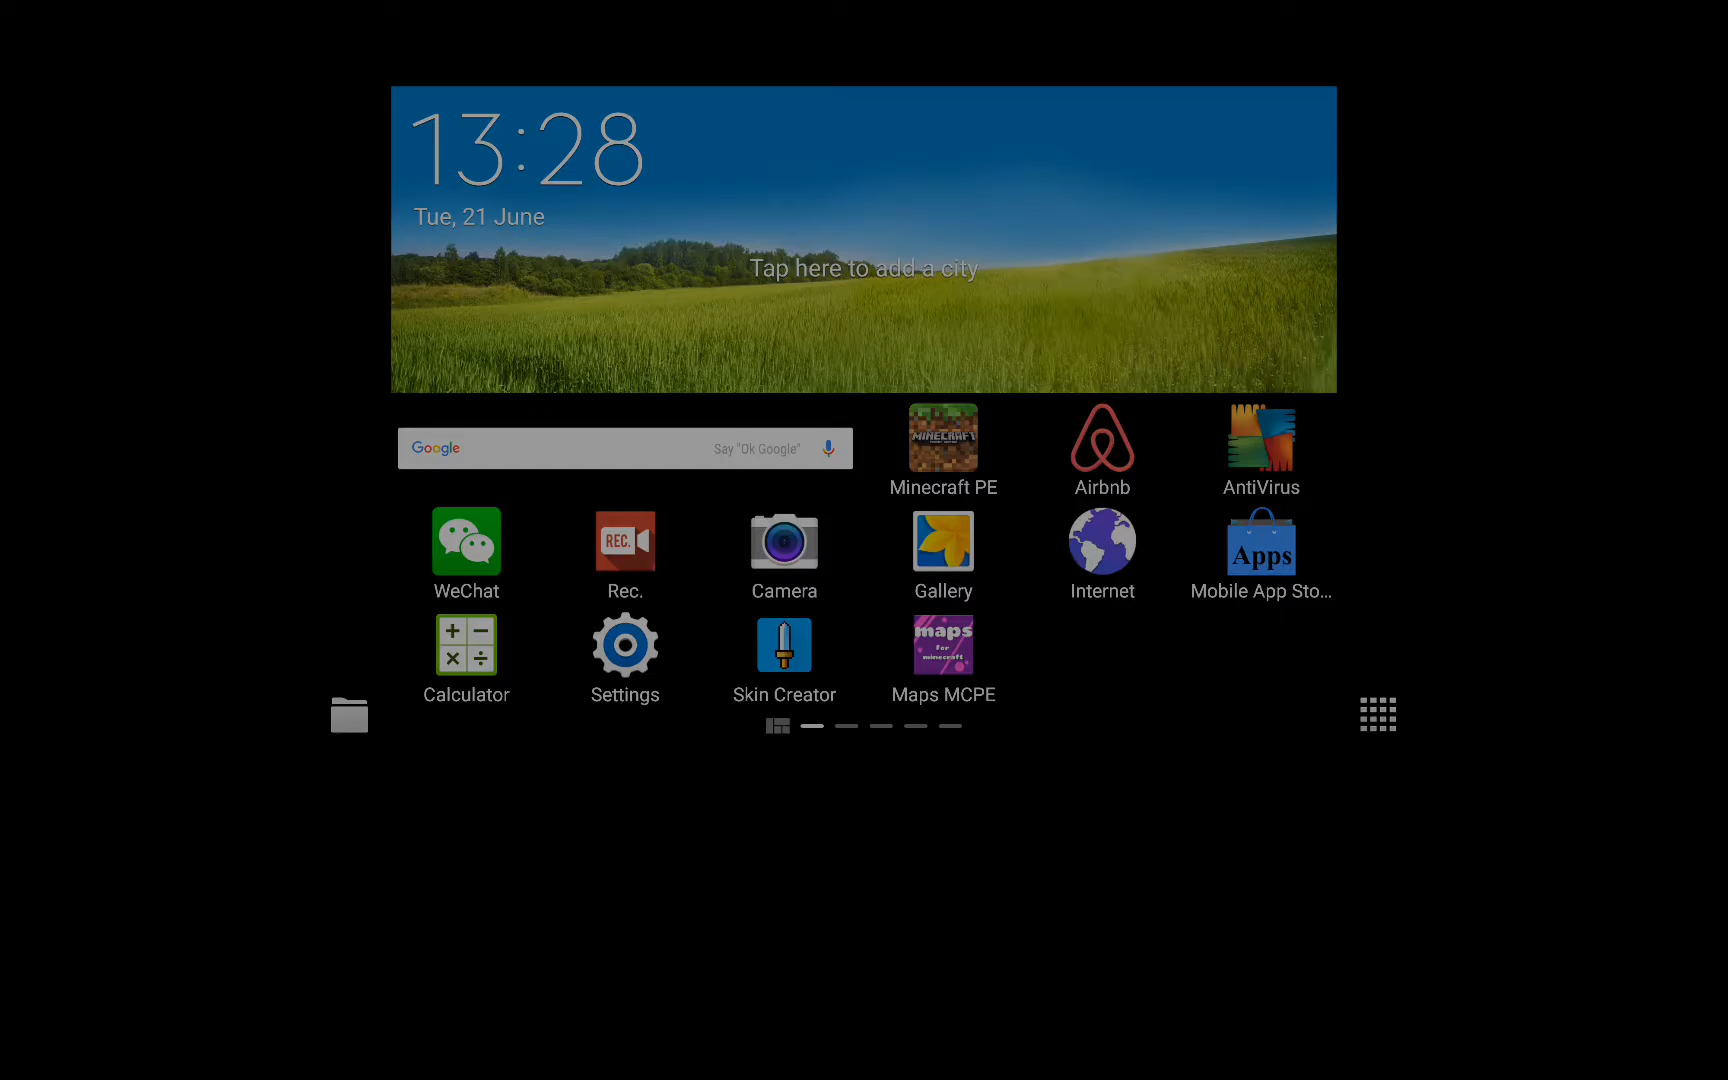 13:28
Tue, 21 June
Tap here to add a city
Google Say "Ok Google"
MINECRAFT
Minecraft PE Airbnb AntiVirus
REC.
Apps
WeChat Rec. Camera Gallery Internet Mobile App Sto...
maps
for
minecraft
Calculator Settings Skin Creator Maps MCPE